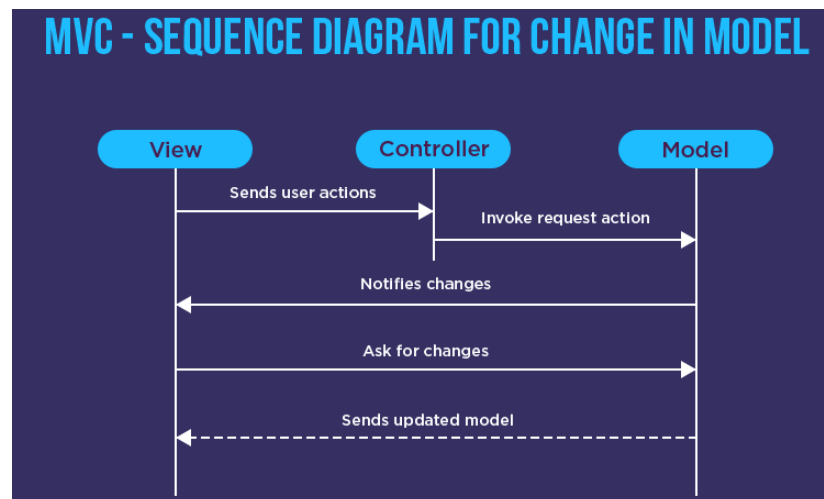 MVC - SEQUENCE DIAGRAM FOR CHANGE IN MODEL
View
Controller
Model
Sends user actions
Invoke request action
Notifies changes
Ask for changes
Sends updated model